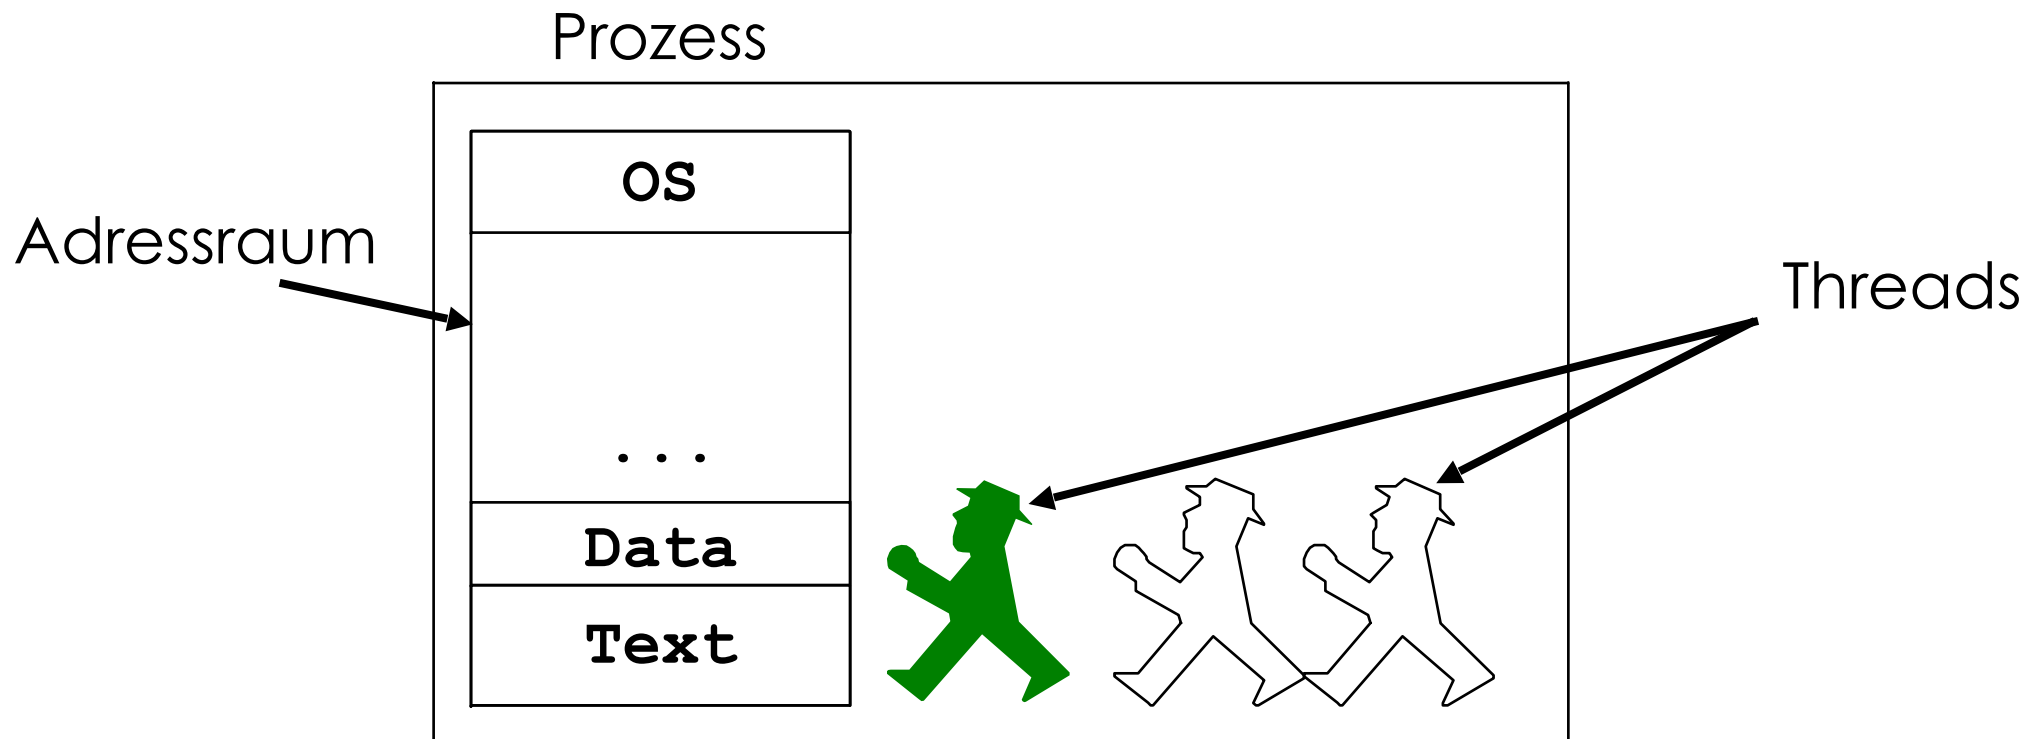 Prozess
OS
Adressraum
Threads
...
Data
Text